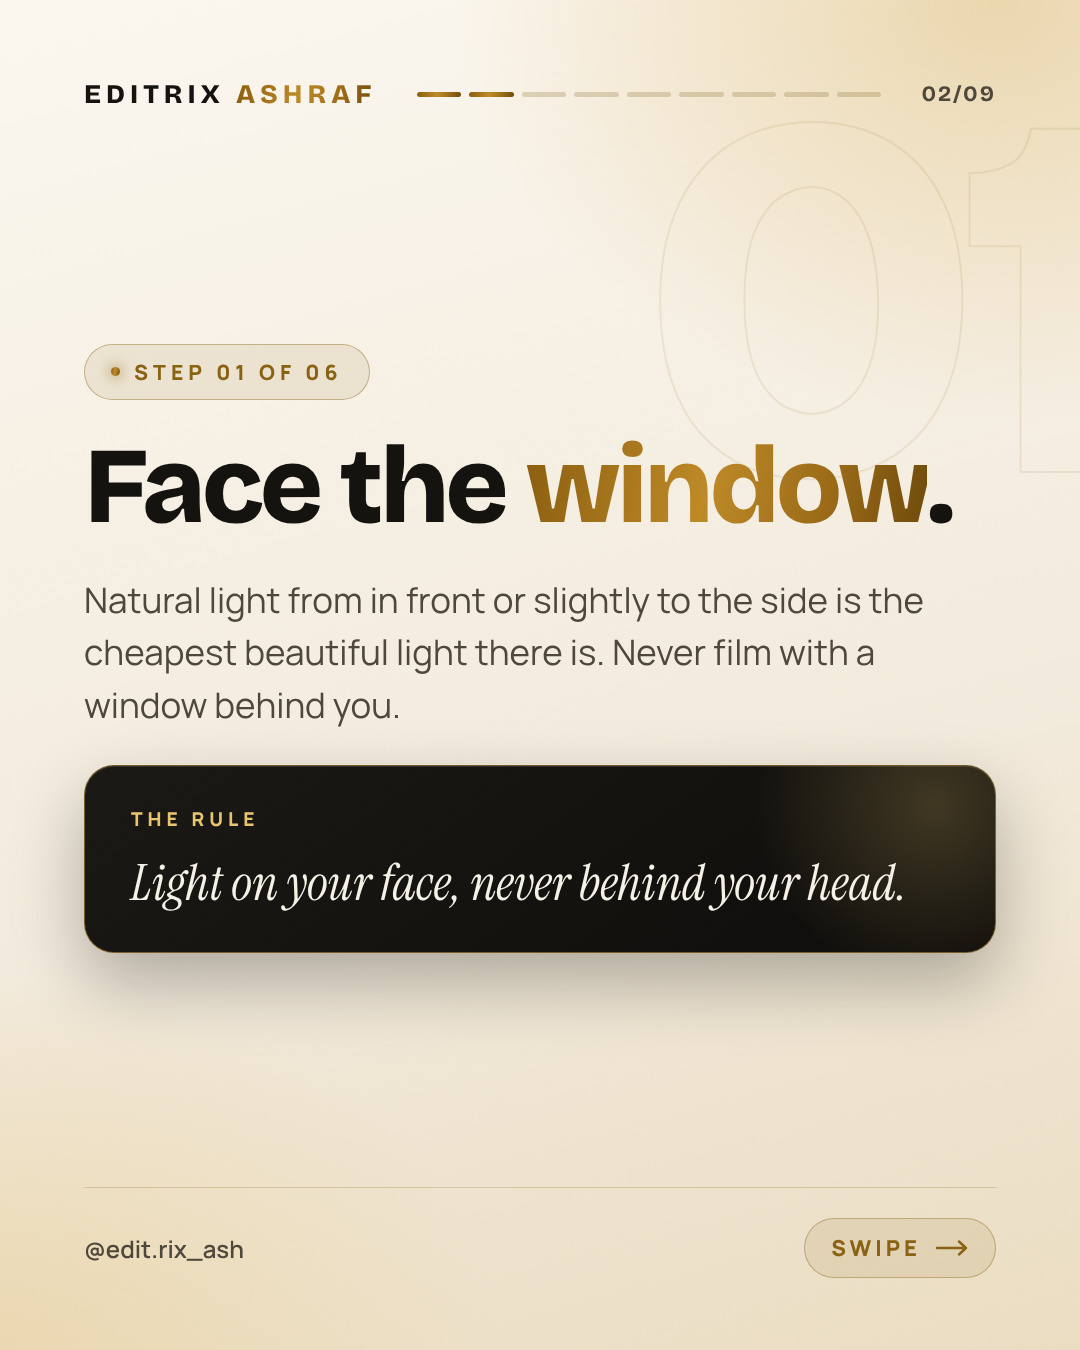 EDITRIX ASHRAF
02/09
01
STEP 01 OF 06
Face the window.
Natural light from in front or slightly to the side is the
cheapest beautiful light there is. Never film with a
window behind you.
THE RULE
Light on your face, never behind your head.
@edit.rix_ash
SWIPE →